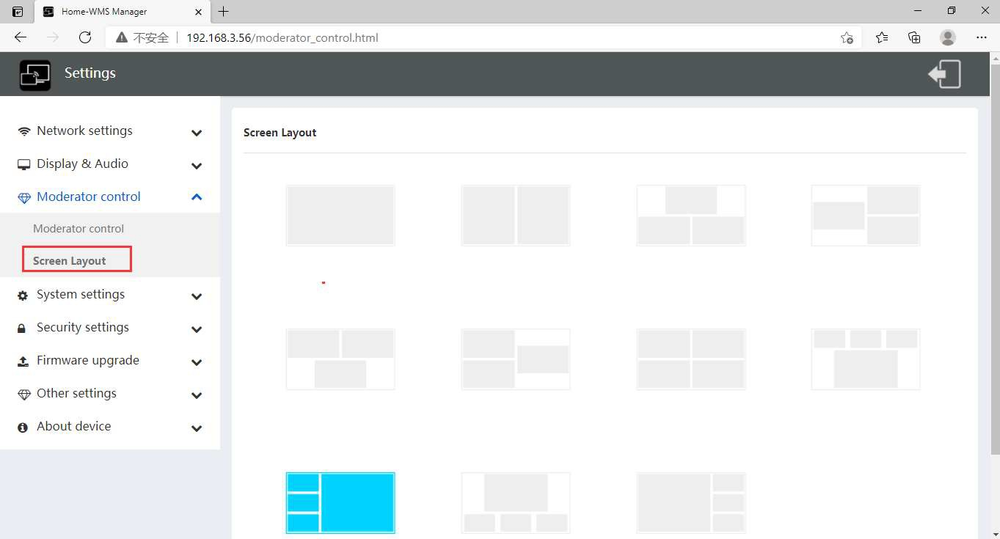 Home-WMS Manager
不安全
192.168.3.56/moderator_control.html
Settings
Network settings
Display & Audio
Moderator control
Moderator control
Screen Layout
System settings
Security settings
Firmware upgrade
Other settings
About device
Screen Layout